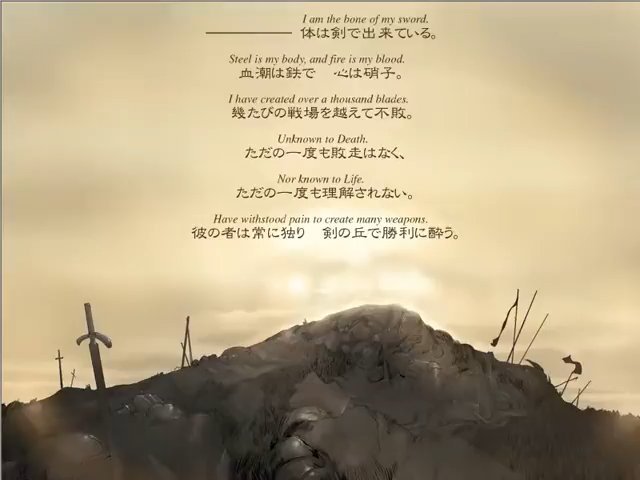 I am the bone of my sword.
――― 体は剣で出来ている。
Steel is my body, and fire is my blood.
血潮は鉄で　心は硝子。
I have created over a thousand blades.
幾たびの戦場を越えて不敗。
Unknown to Death.
ただの一度も敗走はなく、
Nor known to Life.
ただの一度も理解されない。
Have withstood pain to create many weapons.
彼の者は常に独り　剣の丘で勝利に酔う。